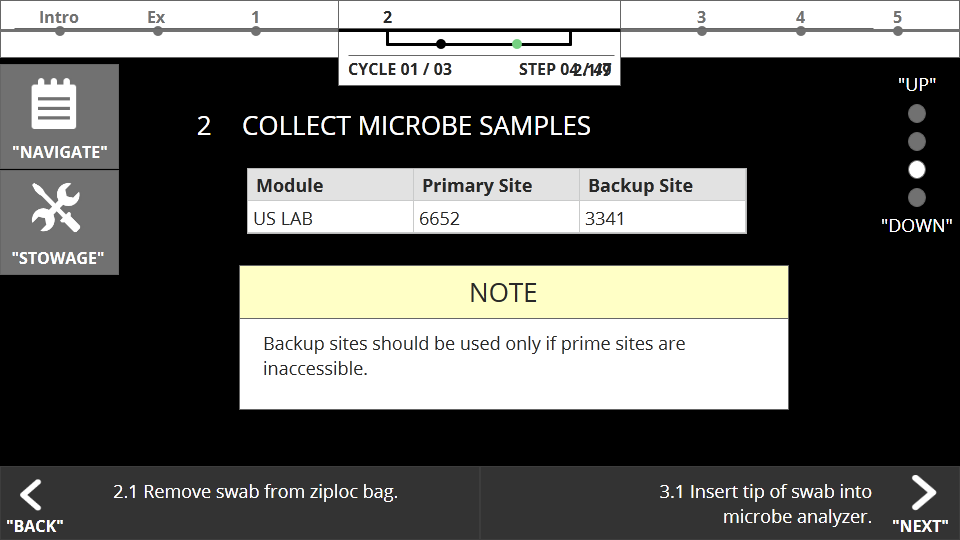 Intro Ex 1 2 3 4 5
CYCLE 01 / 03 STEP 04
"NAVIGATE"
"STOWAGE"
"UP"
"DOWN"
2 COLLECT MICROBE SAMPLES
Module Primary Site Backup Site
US LAB 6652 3341
NOTE
Backup sites should be used only if prime sites are
inaccessible.
"BACK"
2.1 Remove swab from ziploc bag.
3.1 Insert tip of swab into
microbe analyzer.
"NEXT"